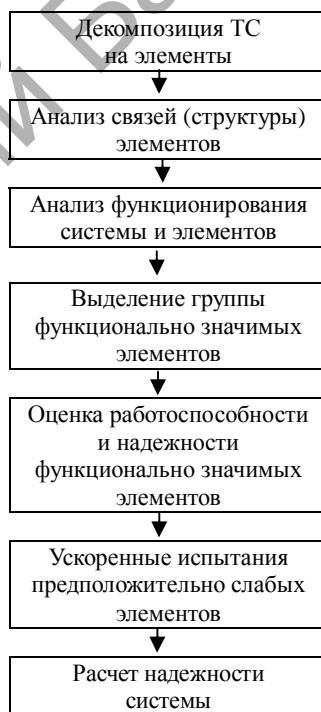 Декомпозиция ТС
на элементы
Анализ связей (структуры)
элементов
Анализ функционирования
системы и элементов
Выделение группы
функционально значимых
элементов
Оценка работоспособности
и надежности
функционально значимых
элементов
Ускоренные испытания
предположительно слабых
элементов
Расчет надежности
системы